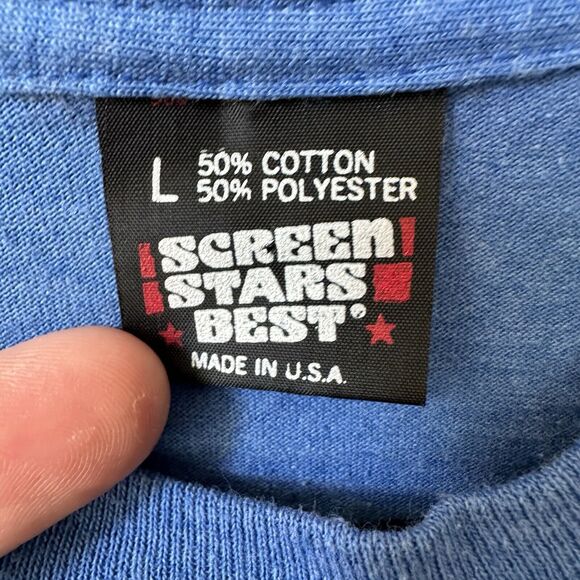 L 50% COTTON
50% POLYESTER
SCREEN
STARS
BEST®
MADE IN U.S.A.